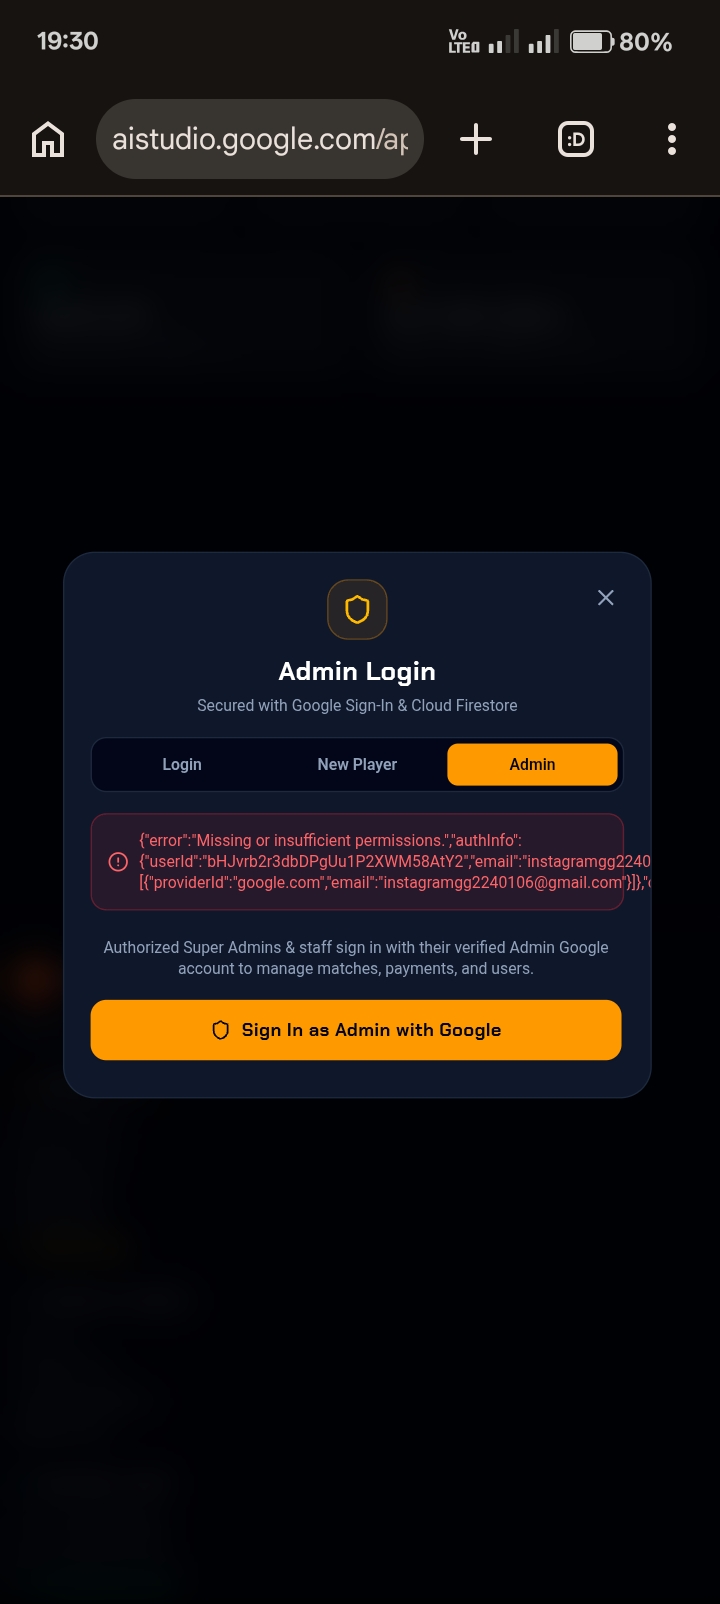 19:30
Vo
LTE
80%
aistudio.google.com/ap
:D
Admin Login
Secured with Google Sign-In & Cloud Firestore
Login
New Player
Admin
{"error":"Missing or insufficient permissions.","authInfo":
{"userId":"bHJvrb2r3dbDPgUu1P2XWM58AtY2","email":"instagramgg2240
[{"providerId":"google.com","email":"instagramgg2240106@gmail.com"}]},"
Authorized Super Admins & staff sign in with their verified Admin Google
account to manage matches, payments, and users.
Sign In as Admin with Google